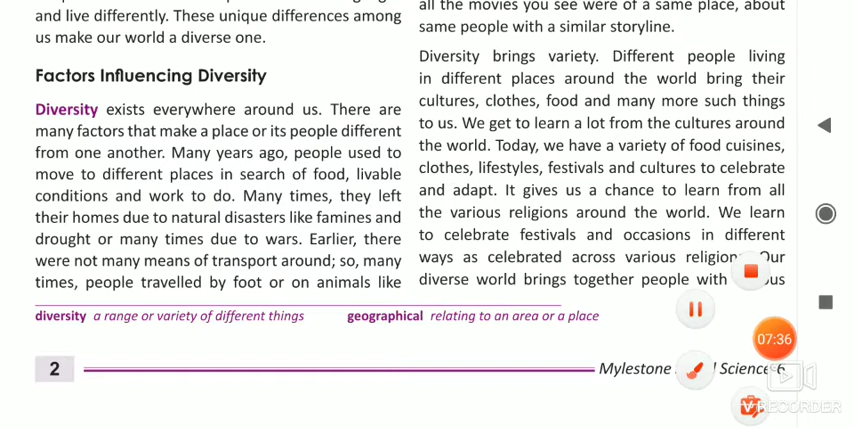 and live differently. These unique differences among
us make our world a diverse one.
Factors Influencing Diversity
Diversity exists everywhere around us. There are
many factors that make a place or its people different
from one another. Many years ago, people used to
move to different places in search of food, livable
conditions and work to do. Many times, they left
their homes due to natural disasters like famines and
drought or many times due to wars. Earlier, there
were not many means of transport around; so, many
times, people travelled by foot or on animals like
all the movies you see were of a same place, about
same people with a similar storyline.
Diversity brings variety. Different people living
in different places around the world bring their
cultures, clothes, food and many more such things
to us. We get to learn a lot from the cultures around
the world. Today, we have a variety of food cuisines,
clothes, lifestyles, festivals and cultures to celebrate
and adapt. It gives us a chance to learn from all
the various religions around the world. We learn
to celebrate festivals and occasions in different
ways as celebrated across various Our
diverse world brings together people with
diversity a range or variety of different things
geographical relating to an area or a place
2
Mylestone Science-6
07:36
RECORDER